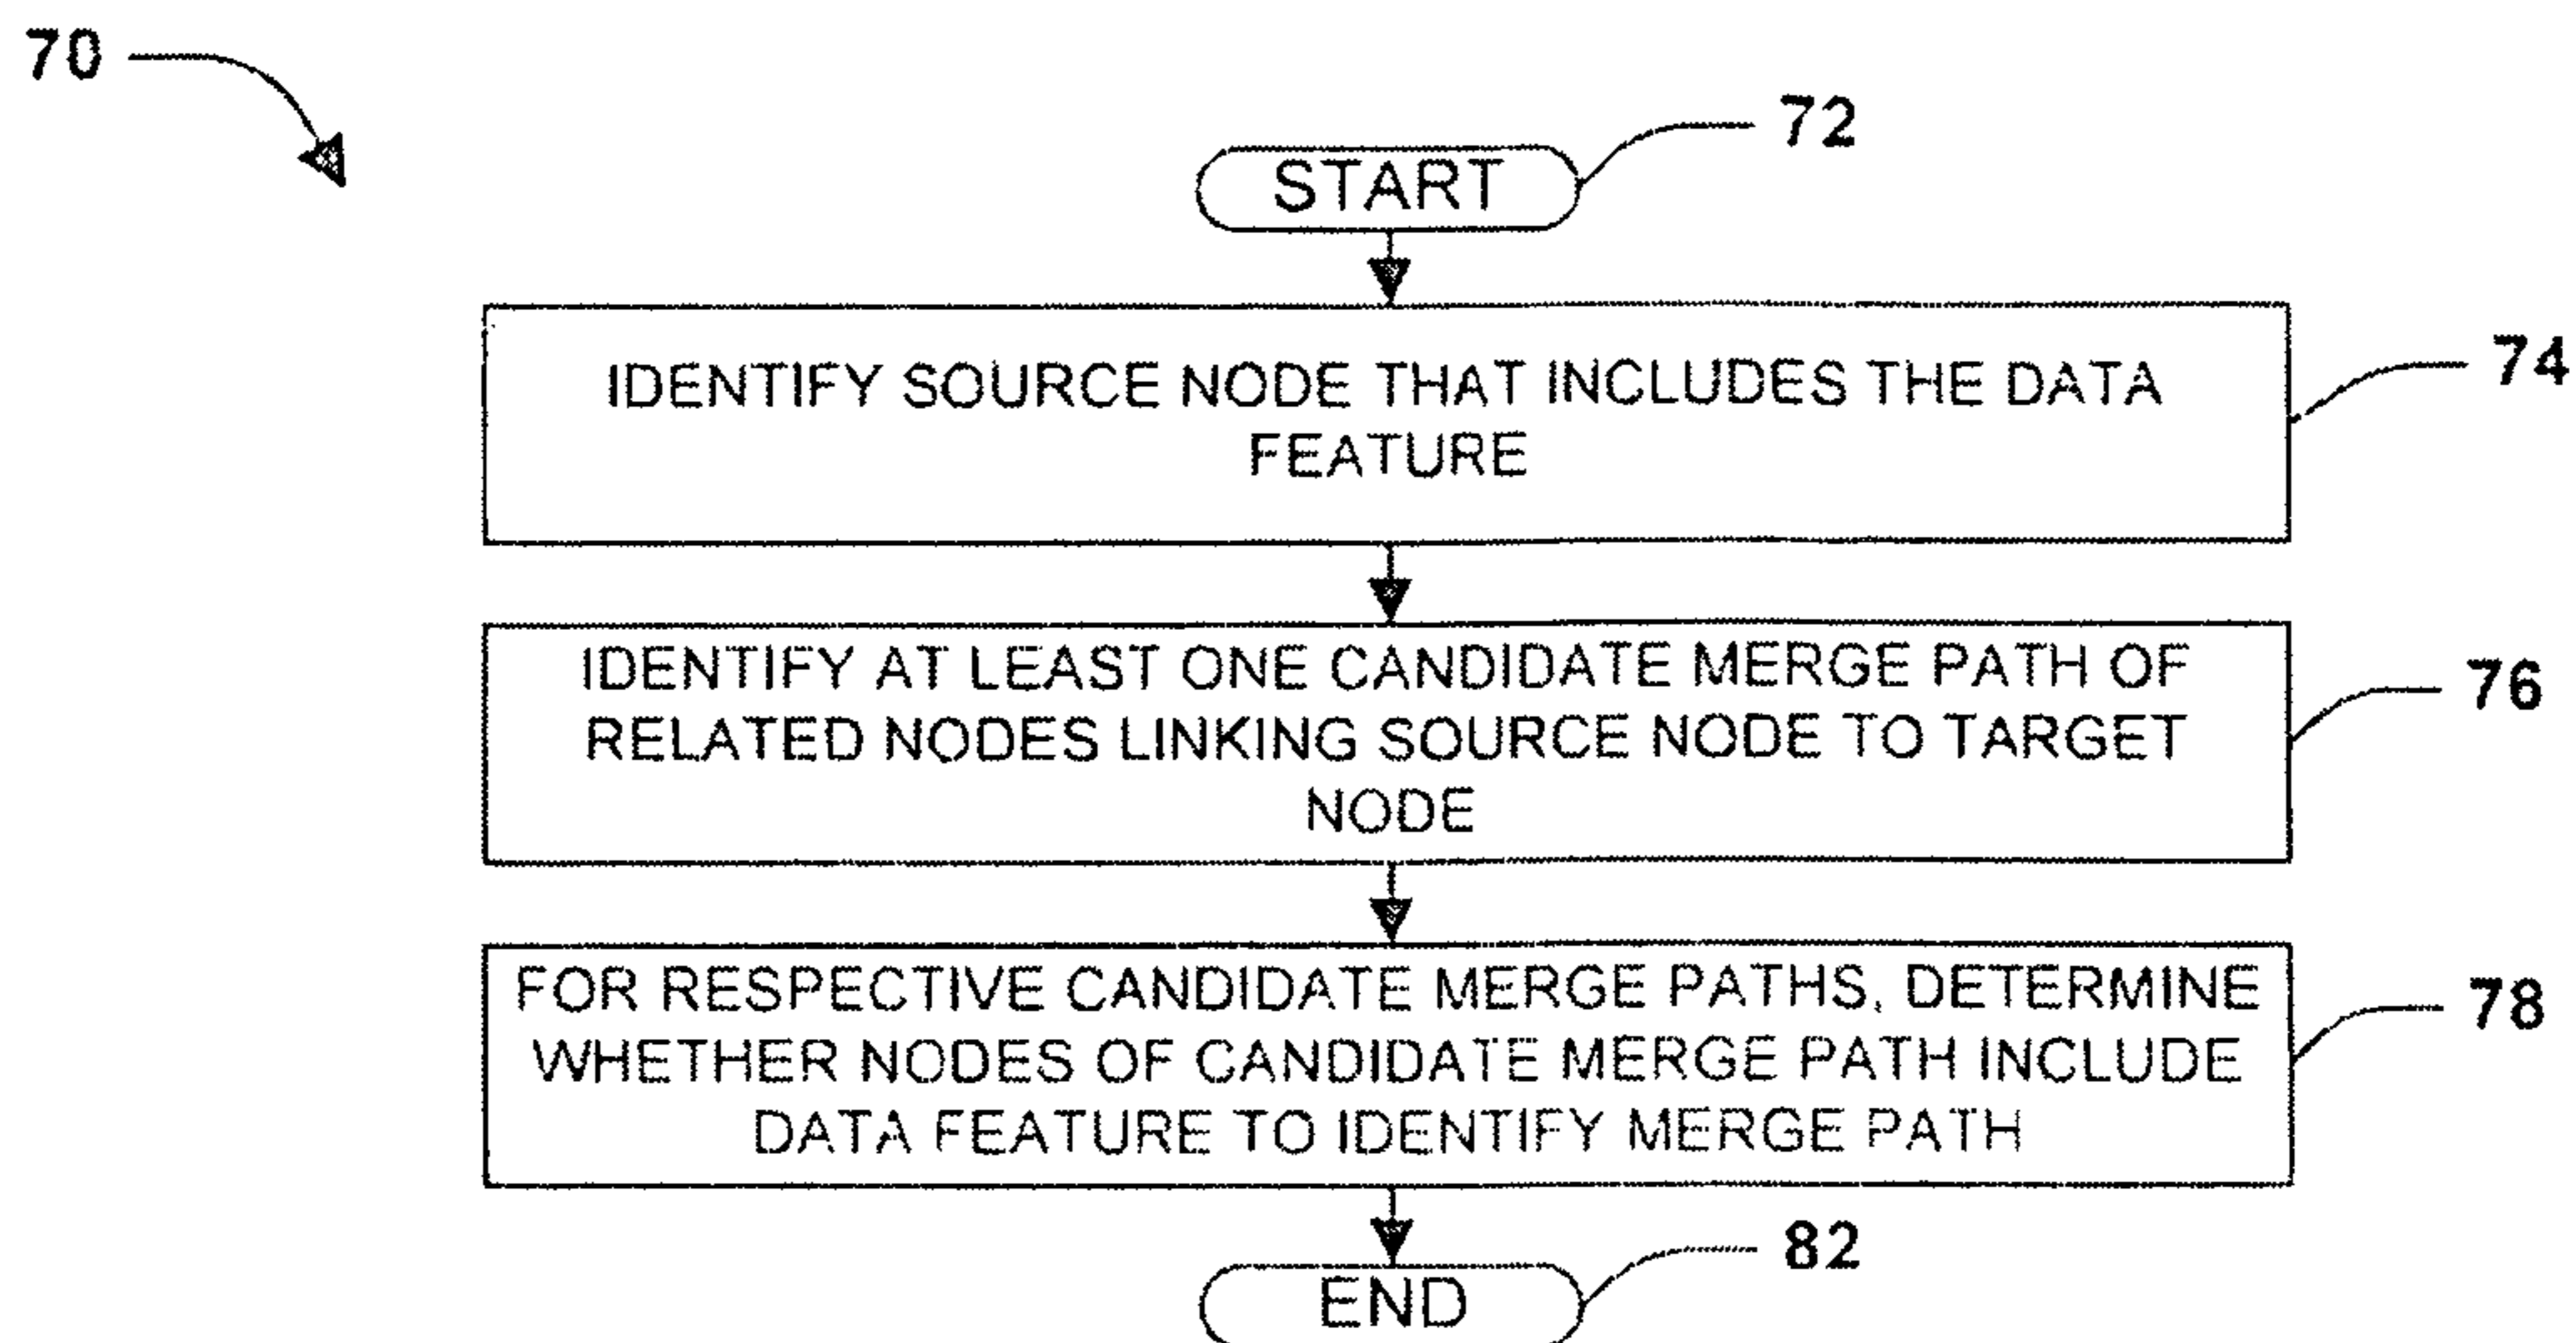 70
72
START
IDENTIFY SOURCE NODE THAT INCLUDES THE DATA
FEATURE
74
IDENTIFY AT LEAST ONE CANDIDATE MERGE PATH OF
RELATED NODES LINKING SOURCE NODE TO TARGET
NODE
76
FOR RESPECTIVE CANDIDATE MERGE PATHS, DETERMINE
WHETHER NODES OF CANDIDATE MERGE PATH INCLUDE
DATA FEATURE TO IDENTIFY MERGE PATH
78
82
END